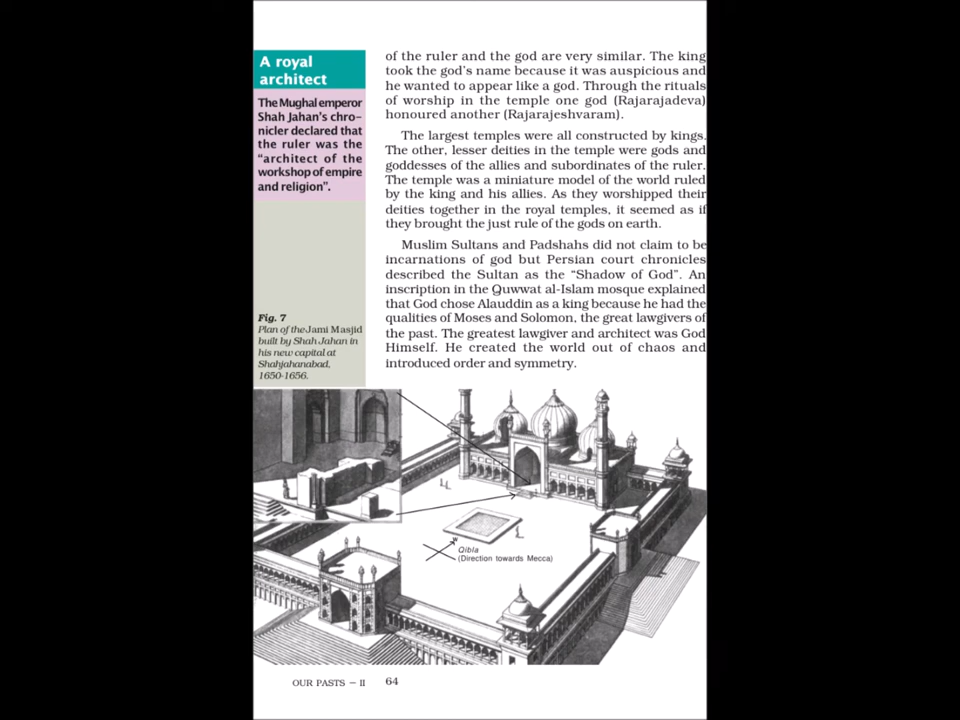 A royal
architect
The Mughal emperor
Shah Jahan's chro-
nicler declared that
the ruler was the
"architect of the
workshop of empire
and religion".
of the ruler and the god are very similar. The king
took the god's name because it was auspicious and
he wanted to appear like a god. Through the rituals
of worship in the temple one god (Rajarajadeva)
honoured another (Rajarajeshvaram).
The largest temples were all constructed by kings.
The other, lesser deities in the temple were gods and
goddesses of the allies and subordinates of the ruler.
The temple was a miniature model of the world ruled
by the king and his allies. As they worshipped their
deities together in the royal temples, it seemed as if
they brought the just rule of the gods on earth.
Muslim Sultans and Padshahs did not claim to be
incarnations of god but Persian court chronicles
described the Sultan as the "Shadow of God". An
inscription in the Quwwat al-Islam mosque explained
that God chose Alauddin as a king because he had the
qualities of Moses and Solomon, the great lawgivers of
the past. The greatest lawgiver and architect was God
Himself. He created the world out of chaos and
introduced order and symmetry.
Fig. 7
Plan of the Jami Masjid
built by Shah Jahan in
his new capital at
Shahjahanabad,
1650-1656.
W
Qibla
(Direction towards Mecca)
OUR PASTS – II 64